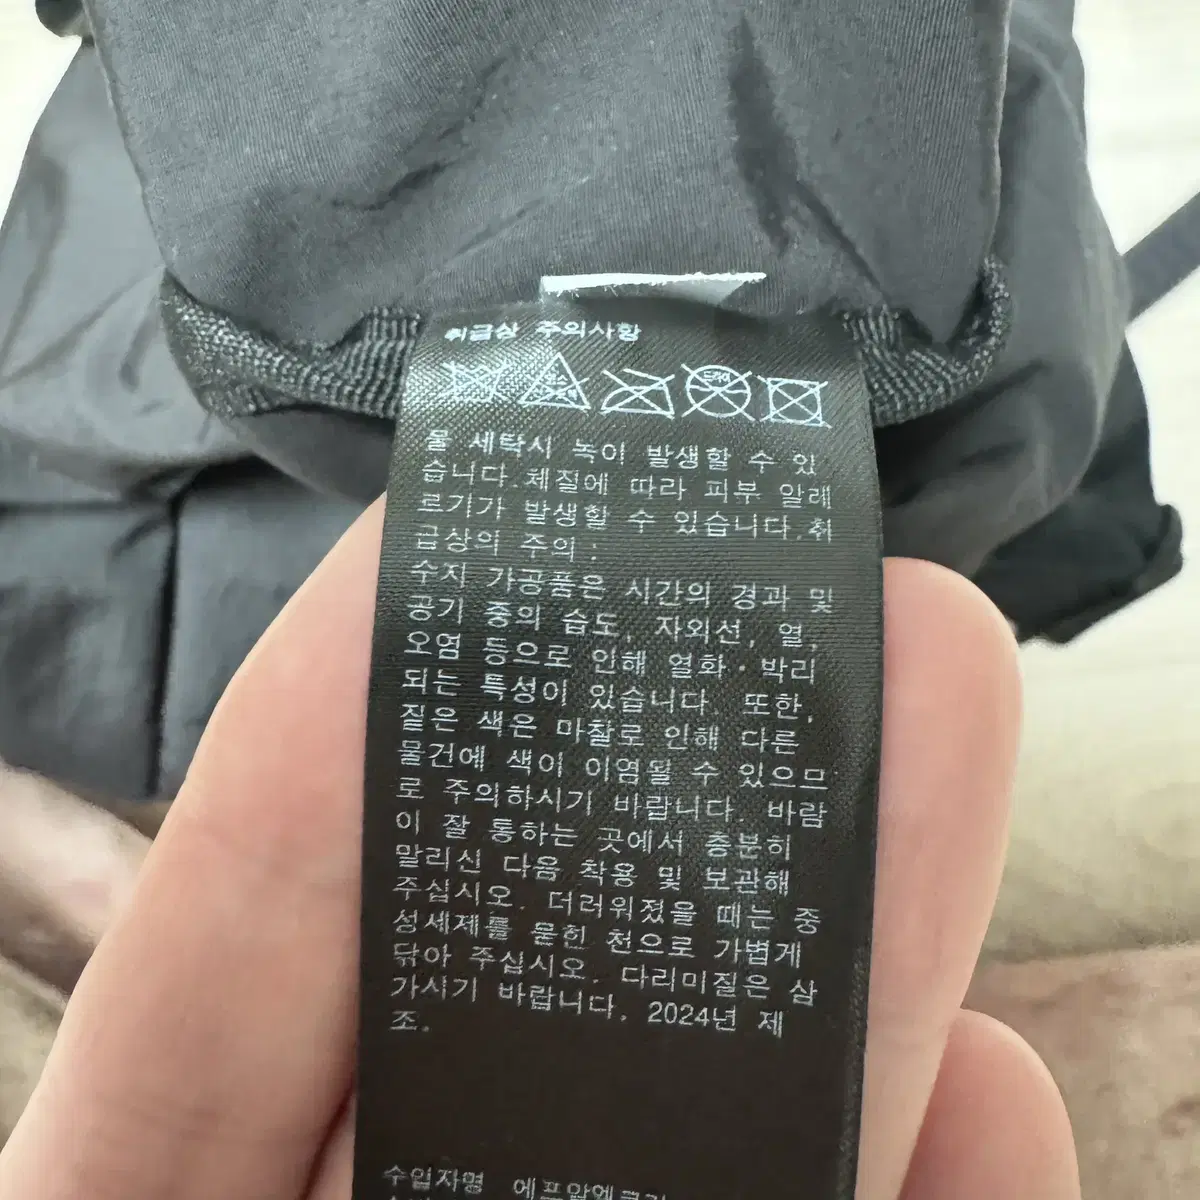 취급상 주의사항
드라이
물 세탁시 녹이 발생할 수 있
습니다.체질에 따라 피부 알레
르기가 발생할 수 있습니다.취
급상의 주의 :
수지 가공품은 시간의 경과 및
공기 중의 습도, 자외선, 열,
오염 등으로 인해 열화·박리
되는 특성이 있습니다. 또한,
짙은 색은 마찰로 인해 다른
물건에 색이 이염될 수 있으므
로 주의하시기 바랍니다. 바람
이 잘 통하는 곳에서 충분히
말리신 다음 착용 및 보관해
주십시오. 더러워졌을 때는 중
성세제를 묻힌 천으로 가볍게
닦아 주십시오. 다리미질은 삼
가시기 바랍니다. 2024년 제
조.
수입자명